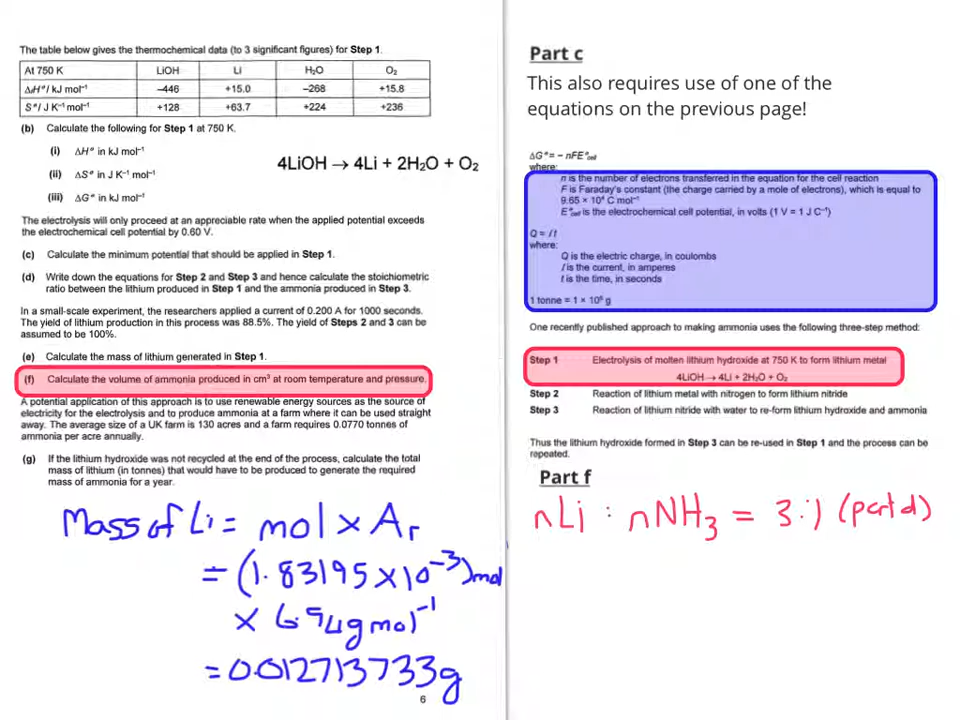 The table below gives the thermochemical data (to 3 significant figures) for Step 1.
At 750 K LiOH Li H₂O O₂
ΔfH°/ kJ mol⁻¹ –446 +15.0 –268 +15.8
S°/ J K⁻¹ mol⁻¹ +128 +63.7 +224 +236
(b) Calculate the following for Step 1 at 750 K.
(i) ΔH° in kJ mol⁻¹
(ii) ΔS° in J K⁻¹ mol⁻¹
(iii) ΔG° in kJ mol⁻¹
4LiOH → 4Li + 2H₂O + O₂
The electrolysis will only proceed at an appreciable rate when the applied potential exceeds
the electrochemical cell potential by 0.60 V.
(c) Calculate the minimum potential that should be applied in Step 1.
(d) Write down the equations for Step 2 and Step 3 and hence calculate the stoichiometric
ratio between the lithium produced in Step 1 and the ammonia produced in Step 3.
In a small-scale experiment, the researchers applied a current of 0.200 A for 1000 seconds.
The yield of lithium production in this process was 88.5%. The yield of Steps 2 and 3 can be
assumed to be 100%.
(e) Calculate the mass of lithium generated in Step 1.
(f) Calculate the volume of ammonia produced in cm³ at room temperature and pressure.
A potential application of this approach is to use renewable energy sources as the source of
electricity for the electrolysis and to produce ammonia at a farm where it can be used straight
away. The average size of a UK farm is 130 acres and a farm requires 0.0770 tonnes of
ammonia per acre annually.
(g) If the lithium hydroxide was not recycled at the end of the process, calculate the total
mass of lithium (in tonnes) that would have to be produced to generate the required
mass of ammonia for a year.
Mass of Li = mol × Ar
= (1.83195 × 10⁻³) mol
× 6.94 g mol⁻¹
= 0.012713733g
6
Part c
This also requires use of one of the
equations on the previous page!
ΔG° = – nFE°cell
where:
n is the number of electrons transferred in the equation for the cell reaction
F is Faraday's constant (the charge carried by a mole of electrons), which is equal to
9.65 × 10⁴ C mol⁻¹
E°cell is the electrochemical cell potential, in volts (1 V = 1 J C⁻¹)
Q = It
where:
Q is the electric charge, in coulombs
I is the current, in amperes
t is the time, in seconds
1 tonne = 1 × 10⁶ g
One recently published approach to making ammonia uses the following three-step method:
Step 1 Electrolysis of molten lithium hydroxide at 750 K to form lithium metal
4LiOH → 4Li + 2H₂O + O₂
Step 2 Reaction of lithium metal with nitrogen to form lithium nitride
Step 3 Reaction of lithium nitride with water to re-form lithium hydroxide and ammonia
Thus the lithium hydroxide formed in Step 3 can be re-used in Step 1 and the process can be
repeated.
Part f
nLi : nNH₃ = 3:1 (part d)